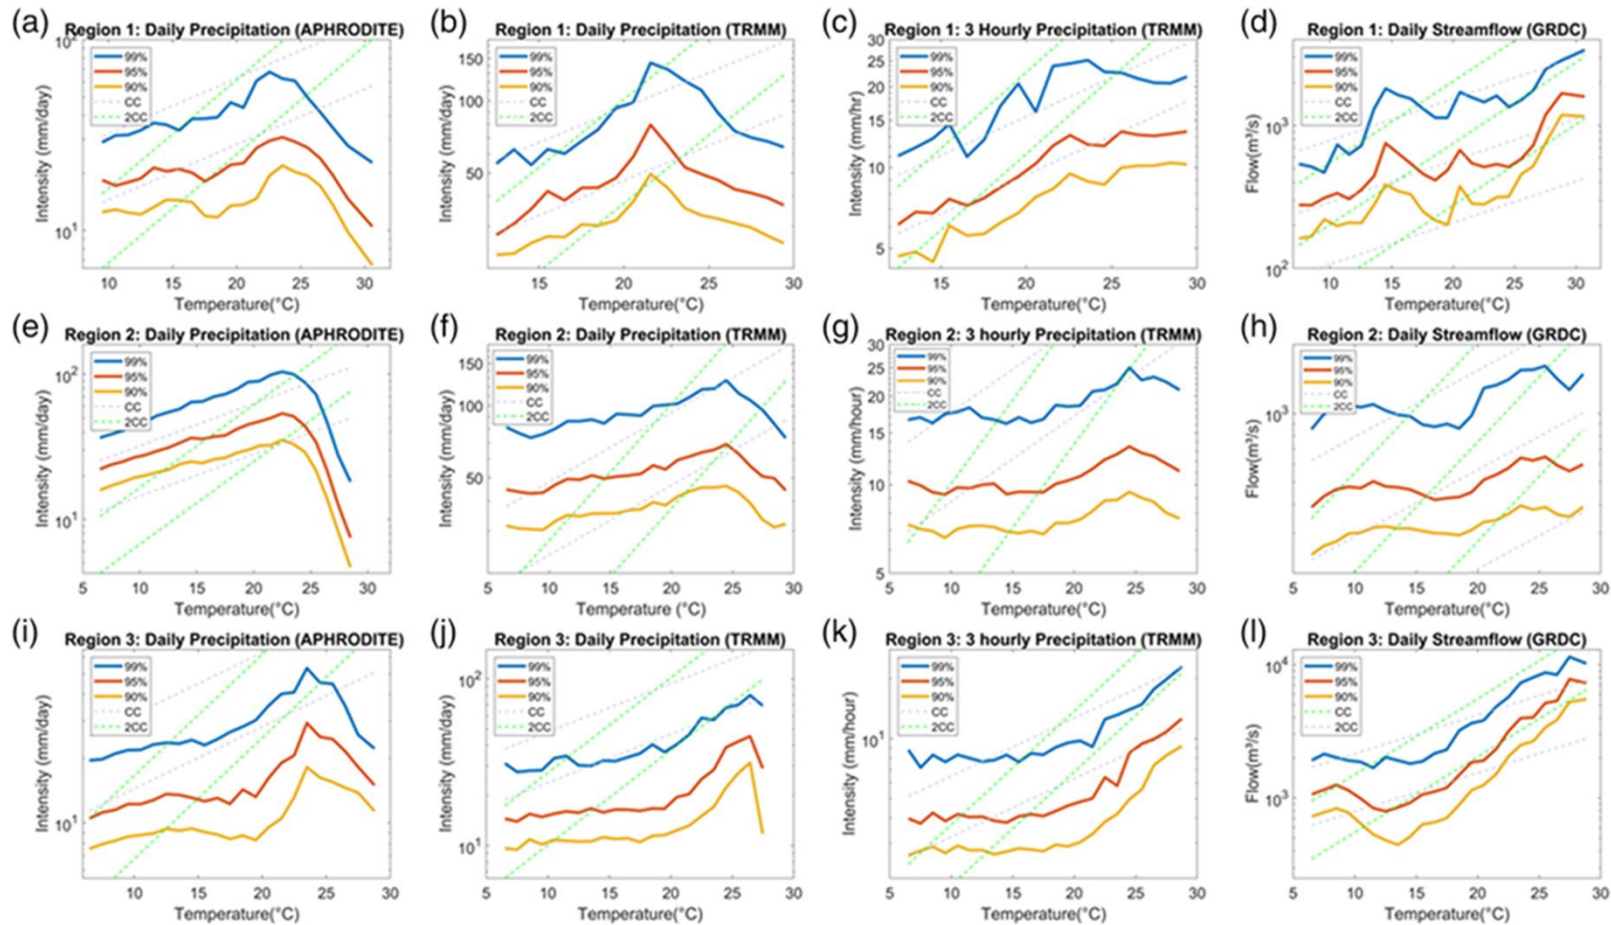 (a) Region 1: Daily Precipitation (APHRODITE)
10²
99%
95%
90%
CC
2CC
10¹
Intensity (mm/day)
10 15 20 25 30
Temperature(°C)
(b) Region 1: Daily Precipitation (TRMM)
150
99%
95%
90%
CC
2CC
100
50
Intensity (mm/day)
15 20 25 30
Temperature(°C)
(c) Region 1: 3 Hourly Precipitation (TRMM)
30
25
20
15
10
5
99%
95%
90%
CC
2CC
Intensity (mm/hr)
15 20 25 30
Temperature(°C)
(d) Region 1: Daily Streamflow (GRDC)
99%
95%
90%
CC
2CC
10³
10²
Flow(m³/s)
10 15 20 25 30
Temperature(°C)
(e) Region 2: Daily Precipitation (APHRODITE)
10²
99%
95%
90%
CC
2CC
10¹
Intensity (mm/day)
5 10 15 20 25 30
Temperature(°C)
(f) Region 2: Daily Precipitation (TRMM)
150
99%
95%
90%
CC
2CC
100
50
Intensity (mm/day)
5 10 15 20 25 30
Temperature (°C)
(g) Region 2: 3 hourly Precipitation (TRMM)
30
25
20
15
10
5
99%
95%
90%
CC
2CC
Intensity (mm/hour)
5 10 15 20 25 30
Temperature(°C)
(h) Region 2: Daily Streamflow (GRDC)
99%
95%
90%
CC
2CC
10³
Flow(m³/s)
5 10 15 20 25 30
Temperature(°C)
(i) Region 3: Daily Precipitation (APHRODITE)
99%
95%
90%
CC
2CC
10¹
Intensity (mm/day)
10 15 20 25 30
Temperature(°C)
(j) Region 3: Daily Precipitation (TRMM)
10²
99%
95%
90%
CC
2CC
10¹
Intensity (mm/day)
5 10 15 20 25 30
Temperature(°C)
(k) Region 3: 3 hourly Precipitation (TRMM)
99%
95%
90%
CC
2CC
10¹
Intensity (mm/hour)
5 10 15 20 25 30
Temperature(°C)
(l) Region 3: Daily Streamflow (GRDC)
10⁴
99%
95%
90%
CC
2CC
10³
Flow(m³/s)
5 10 15 20 25 30
Temperature(°C)